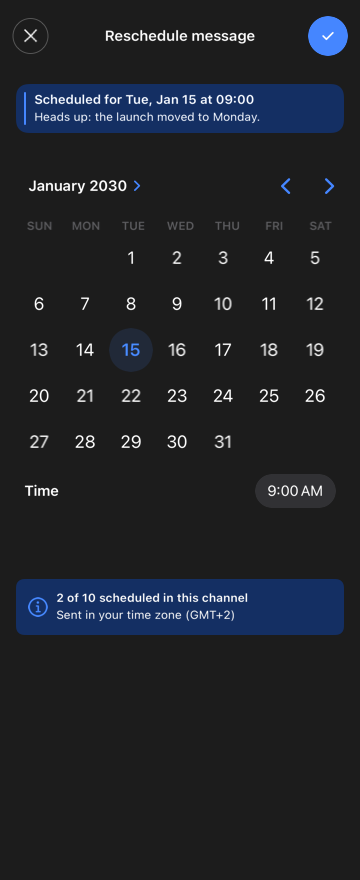 Reschedule message
Scheduled for Tue, Jan 15 at 09:00
Heads up: the launch moved to Monday.
January 2030
SUN MON TUE WED THU FRI SAT
1 2 3 4 5
6 7 8 9 10 11 12
13 14 15 16 17 18 19
20 21 22 23 24 25 26
27 28 29 30 31
Time 9:00 AM
2 of 10 scheduled in this channel
Sent in your time zone (GMT+2)